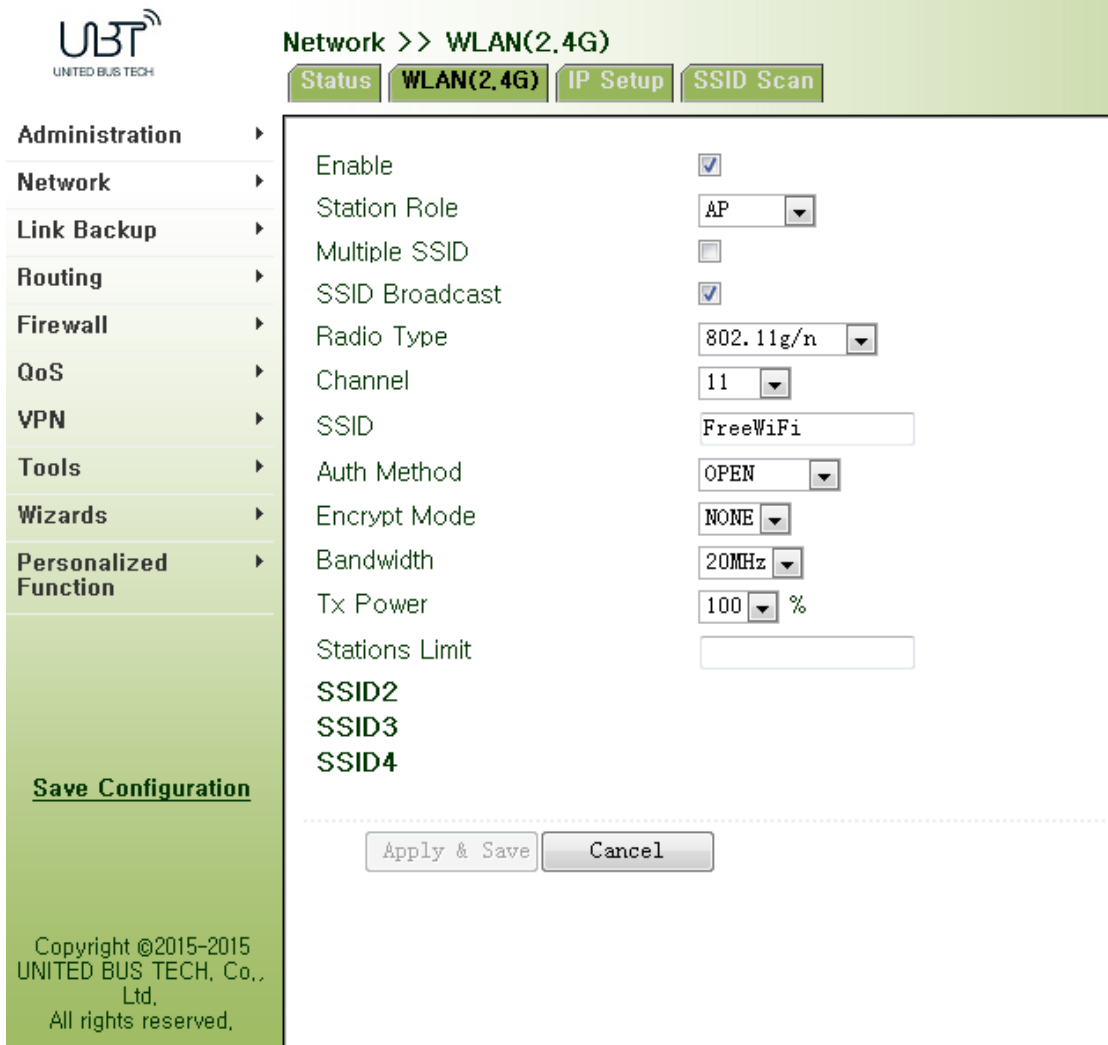 UBT
UNITED BUS TECH
Network >> WLAN(2.4G)
Status WLAN(2.4G) IP Setup SSID Scan
Administration
Network
Link Backup
Routing
Firewall
QoS
VPN
Tools
Wizards
Personalized
Function
Save Configuration
Copyright ©2015-2015
UNITED BUS TECH. Co.,
Ltd.
All rights reserved.
Enable
Station Role AP
Multiple SSID
SSID Broadcast
Radio Type 802.11g/n
Channel 11
SSID FreeWiFi
Auth Method OPEN
Encrypt Mode NONE
Bandwidth 20MHz
Tx Power 100 %
Stations Limit
SSID2
SSID3
SSID4
Apply & Save Cancel